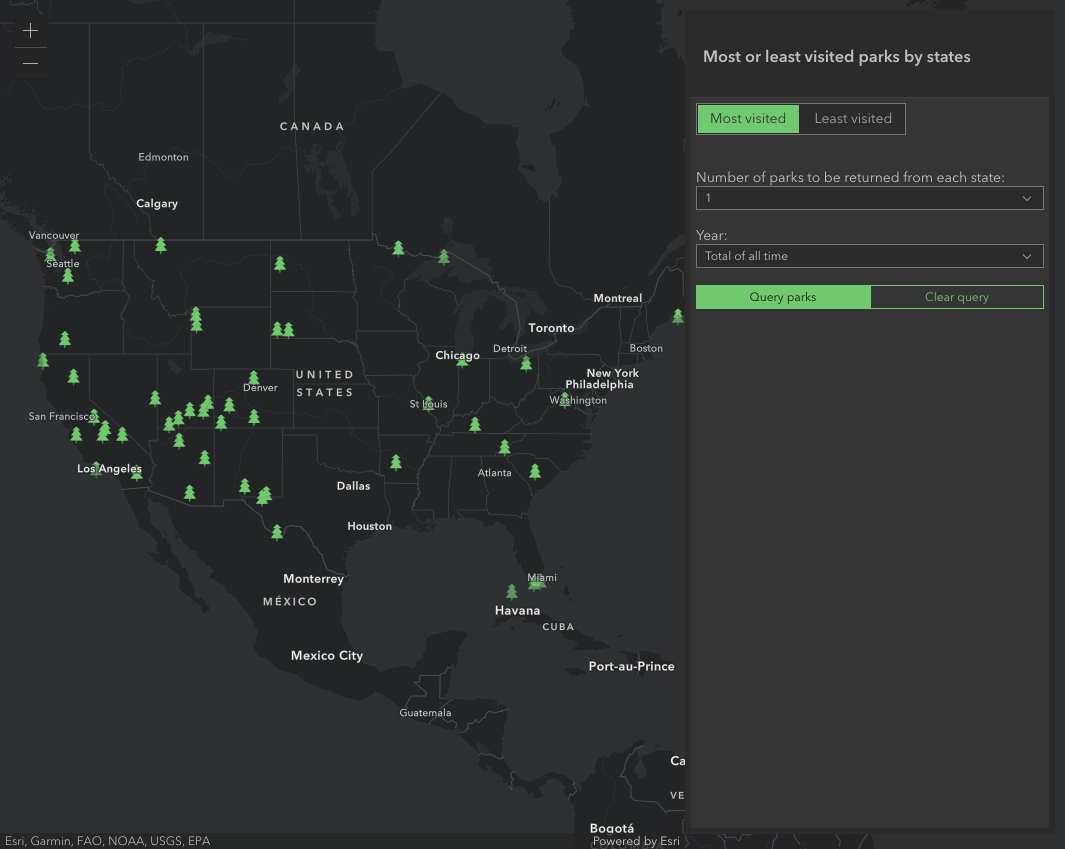 +
CANADA
Edmonton
Calgary
Vancouver
Seattle
Montreal
Toronto
Detroit
Boston
Chicago
New York
UNITED
STATES
Philadelphia
Denver
Washington
St Louis
San Francisco
Los Angeles
Atlanta
Dallas
Houston
Miami
Monterrey
MÉXICO
Havana
CUBA
Mexico City
Port-au-Prince
Guatemala
Ca
VE
Bogotá
Esri, Garmin, FAO, NOAA, USGS, EPA
Powered by Esri
Most or least visited parks by states
Most visited
Least visited
Number of parks to be returned from each state:
1
Year:
Total of all time
Query parks
Clear query